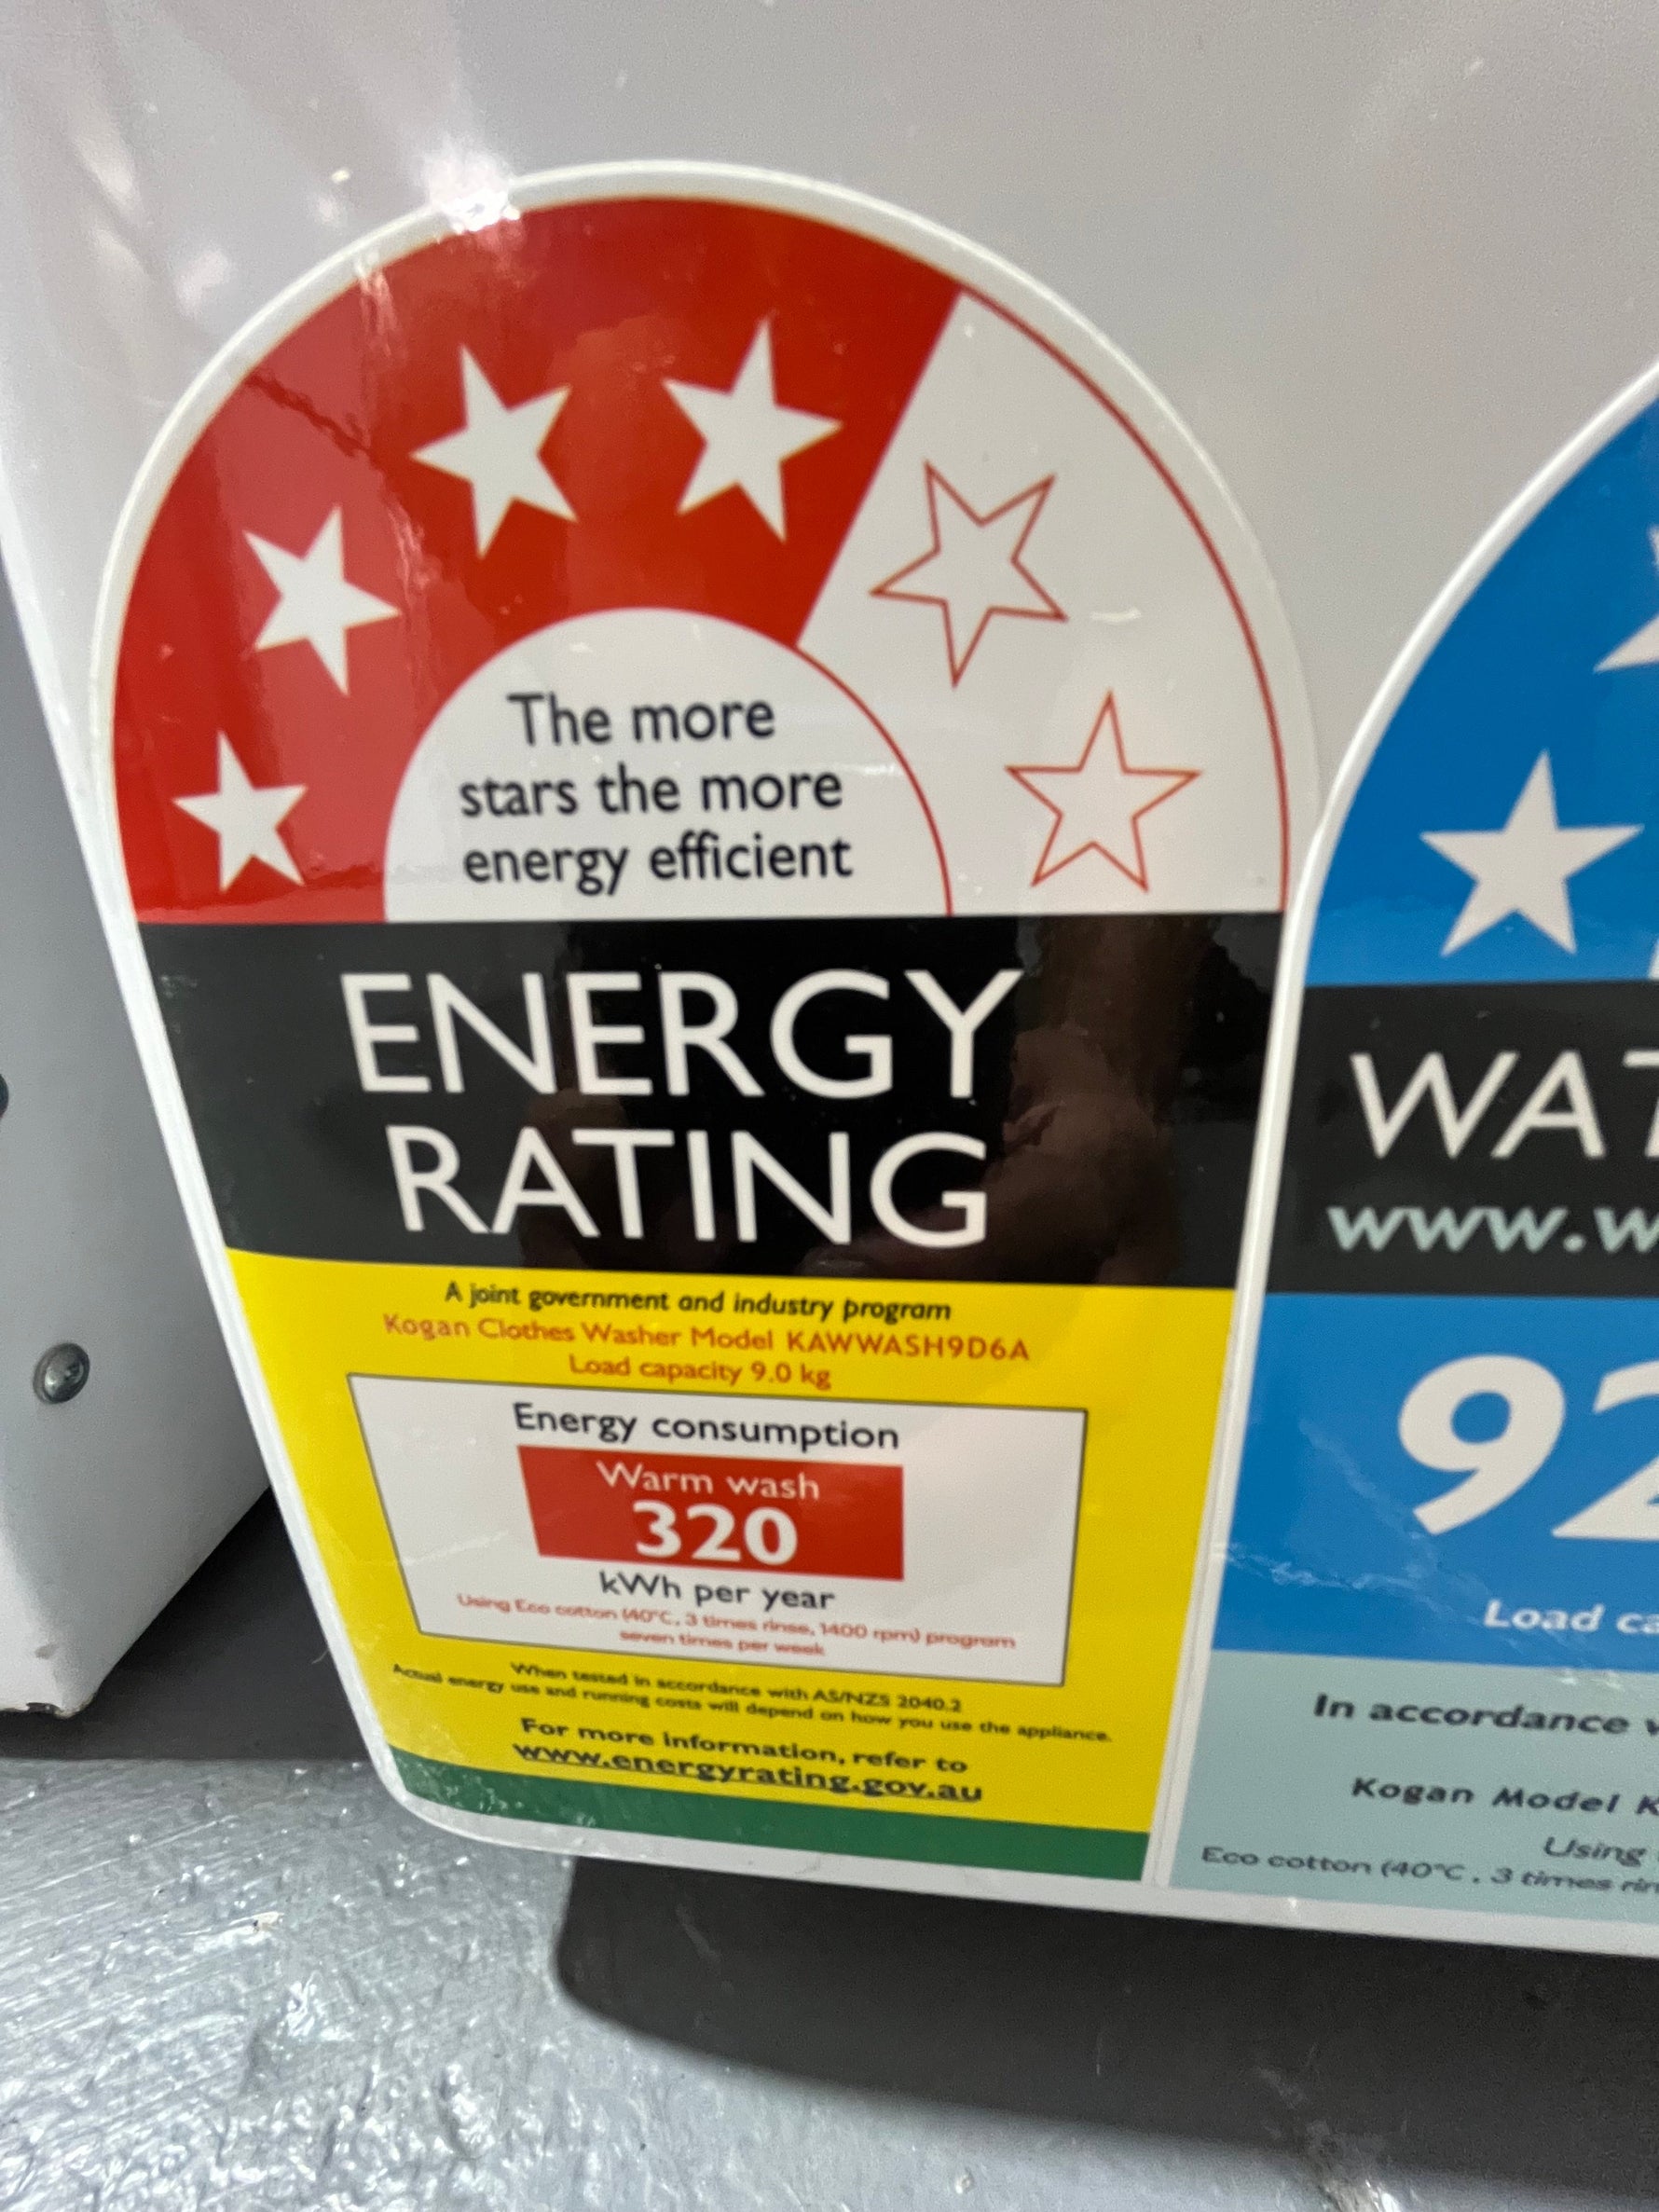 The more
stars the more
energy efficient
ENERGY
RATING
A joint government and industry program
Kogan Clothes Washer Model KAWWASH9D6A
Load capacity 9.0 kg
Energy consumption
Warm wash
320
kWh per year
Using Eco cotton (40°C, 3 times rinse, 1400 rpm) program
seven times per week
When tested in accordance with AS/NZS 2040.2
Actual energy use and running costs will depend on how you use the appliance.
For more information, refer to
www.energyrating.gov.au
WAT
www.w
92
Load ca
In accordance w
Kogan Model K
Using
Eco cotton (40°C, 3 times rin